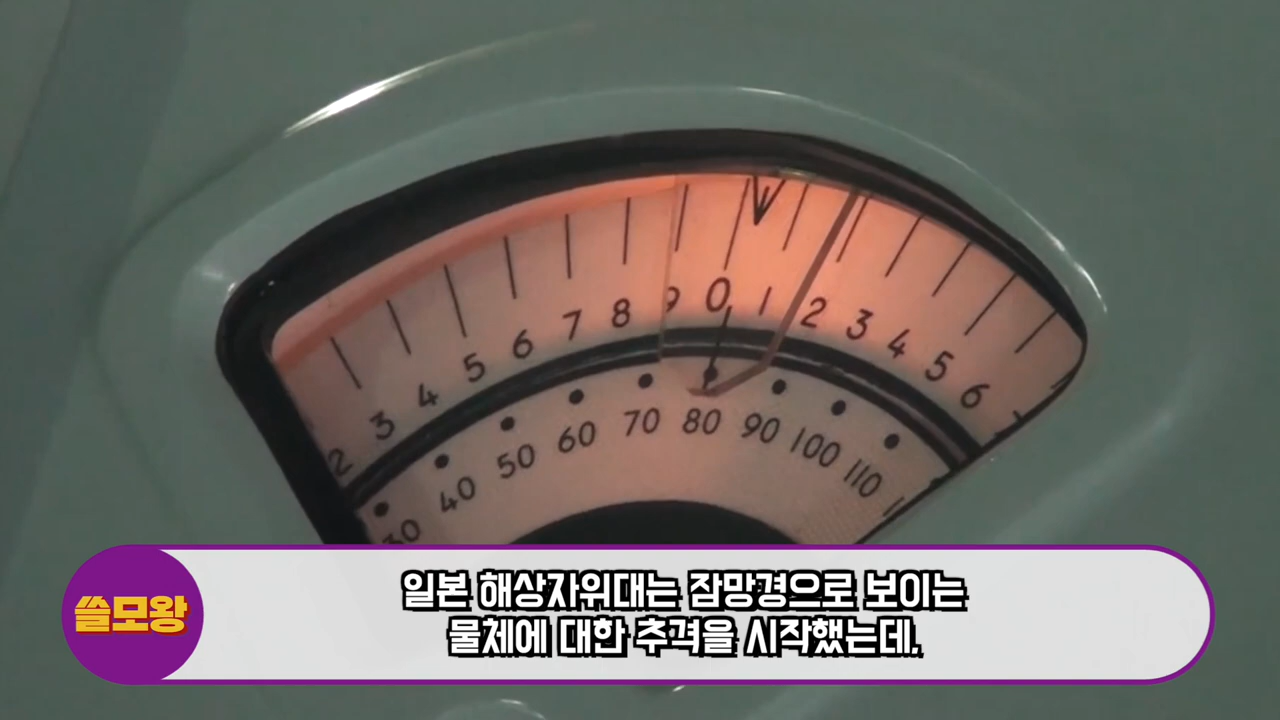 2 3 4 5 6 7 8 9 0 1 2 3 4 5 6
30 40 50 60 70 80 90 100 110
쓸모왕
일본 해상자위대는 잠망경으로 보이는
물체에 대한 추격을 시작했는데,